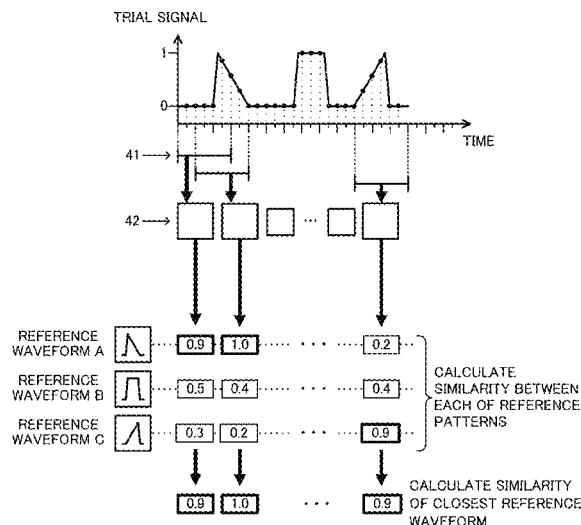 TRIAL SIGNAL
1
0
TIME
41
42
...
REFERENCE
WAVEFORM A
0.9 1.0 ... 0.2
REFERENCE
WAVEFORM B
0.5 0.4 ... 0.4
REFERENCE
WAVEFORM C
0.3 0.2 ... 0.9
CALCULATE
SIMILARITY BETWEEN
EACH OF REFERENCE
PATTERNS
0.9 1.0 ... 0.9
CALCULATE SIMILARITY
OF CLOSEST REFERENCE
WAVEFORM